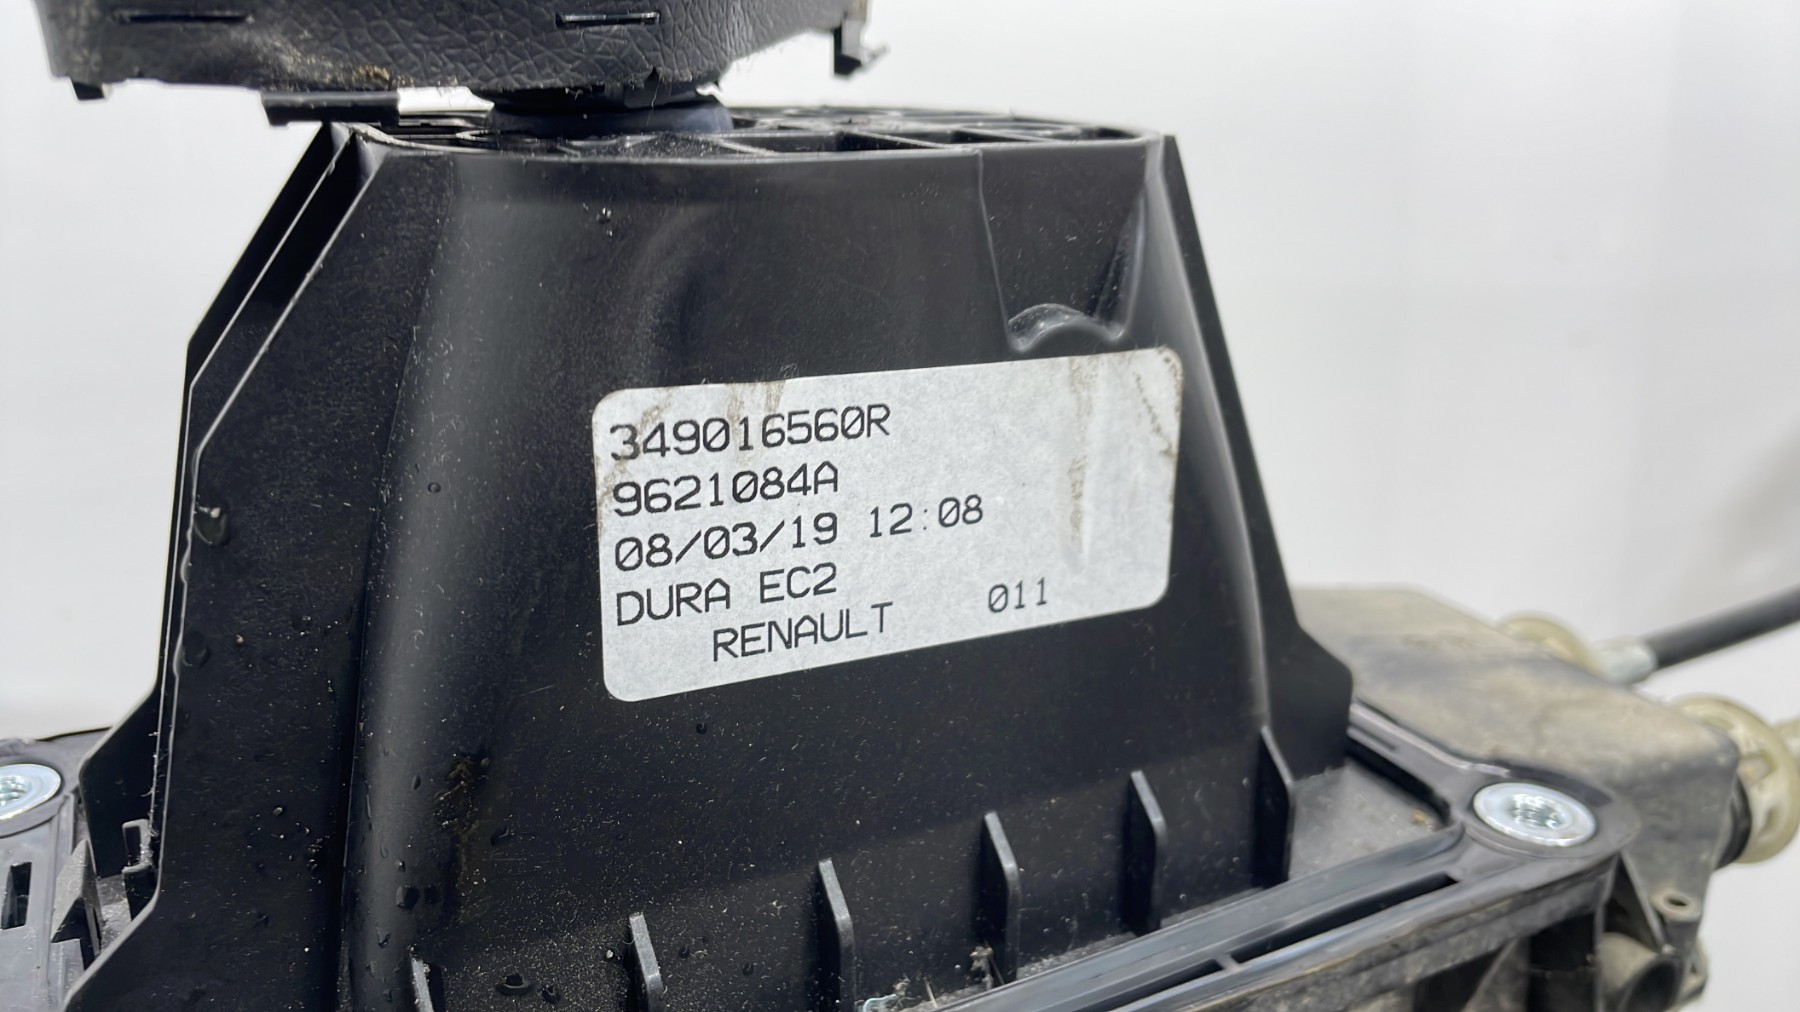 349016560R
9621084A
08/03/19 12:08
DURA EC2
RENAULT 011